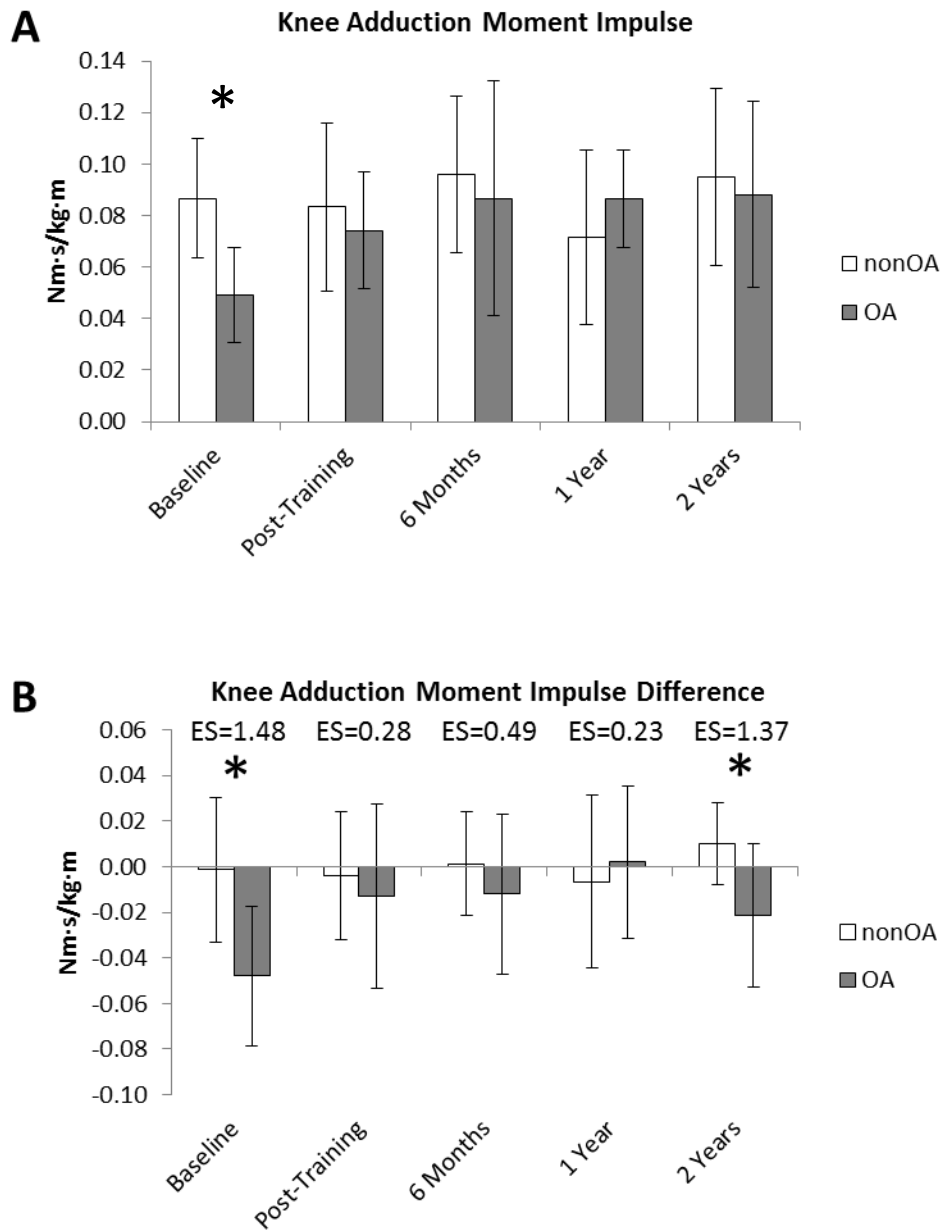 A
Knee Adduction Moment Impulse
0.14
0.12
0.10
0.08
0.06
0.04
0.02
0.00
Nm·s/kg·m
*
nonOA
OA
Baseline
Post-Training
6 Months
1 Year
2 Years
B
Knee Adduction Moment Impulse Difference
ES=1.48 ES=0.28 ES=0.49 ES=0.23 ES=1.37
* *
0.06
0.04
0.02
0.00
-0.02
-0.04
-0.06
-0.08
-0.10
Nm·s/kg·m
nonOA
OA
Baseline
Post-Training
6 Months
1 Year
2 Years